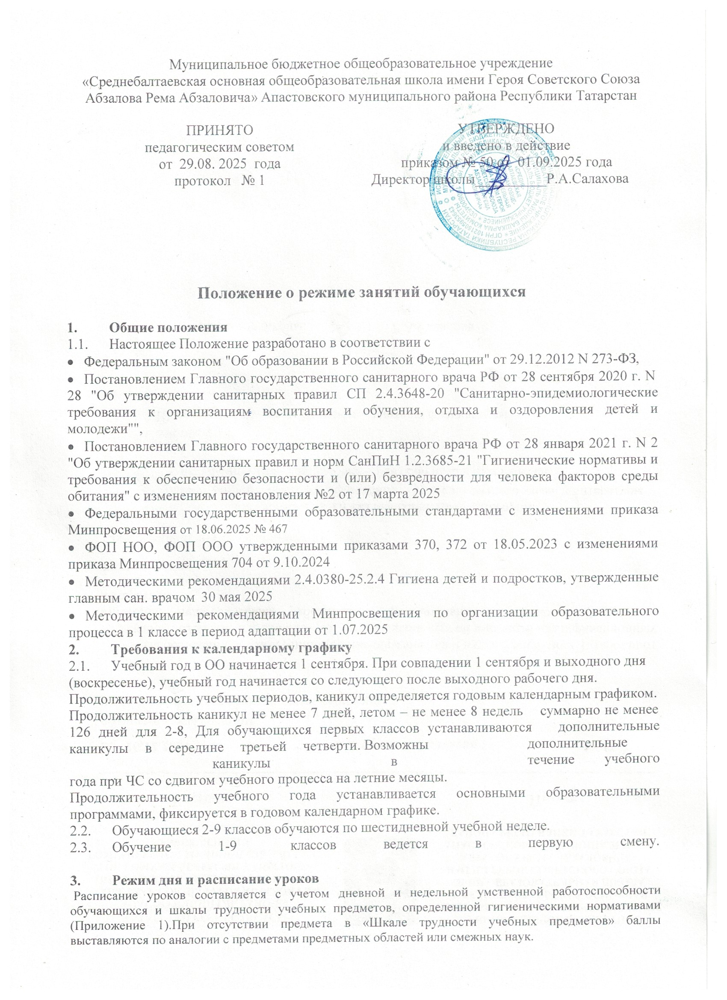 Муниципальное бюджетное общеобразовательное учреждение
«Среднебалтаевская основная общеобразовательная школа имени Героя Советского Союза
Абзалова Рема Абзаловича» Апастовского муниципального района Республики Татарстан
ПРИНЯТО
педагогическим советом
от 29.08. 2025 года
протокол № 1
УТВЕРЖДЕНО
и введено в действие
приказом № 50 от 01.09.2025 года
Директор школы __________ Р.А.Салахова
Положение о режиме занятий обучающихся
1. Общие положения
1.1. Настоящее Положение разработано в соответствии с
• Федеральным законом "Об образовании в Российской Федерации" от 29.12.2012 N 273-ФЗ,
• Постановлением Главного государственного санитарного врача РФ от 28 сентября 2020 г. N
28 "Об утверждении санитарных правил СП 2.4.3648-20 "Санитарно-эпидемиологические
требования к организациям воспитания и обучения, отдыха и оздоровления детей и
молодежи"",
• Постановлением Главного государственного санитарного врача РФ от 28 января 2021 г. N 2
"Об утверждении санитарных правил и норм СанПиН 1.2.3685-21 "Гигиенические нормативы и
требования к обеспечению безопасности и (или) безвредности для человека факторов среды
обитания" с изменениям постановления №2 от 17 марта 2025
• Федеральными государственными образовательными стандартами с изменениями приказа
Минпросвещения от 18.06.2025 № 467
• ФОП НОО, ФОП ООО утвержденными приказами 370, 372 от 18.05.2023 с изменениями
приказа Минпросвещения 704 от 9.10.2024
• Методическими рекомендациями 2.4.0380-25.2.4 Гигиена детей и подростков, утвержденные
главным сан. врачом 30 мая 2025
• Методическими рекомендациями Минпросвещения по организации образовательного
процесса в 1 классе в период адаптации от 1.07.2025
2. Требования к календарному графику
2.1. Учебный год в ОО начинается 1 сентября. При совпадении 1 сентября и выходного дня
(воскресенье), учебный год начинается со следующего после выходного рабочего дня.
Продолжительность учебных периодов, каникул определяется годовым календарным графиком.
Продолжительность каникул не менее 7 дней, летом – не менее 8 недель суммарно не менее
126 дней для 2-8, Для обучающихся первых классов устанавливаются дополнительные
каникулы в середине третьей четверти. Возможны дополнительные
каникулы в течение учебного
года при ЧС со сдвигом учебного процесса на летние месяцы.
Продолжительность учебного года устанавливается основными образовательными
программами, фиксируется в годовом календарном графике.
2.2. Обучающиеся 2-9 классов обучаются по шестидневной учебной неделе.
2.3. Обучение 1-9 классов ведется в первую смену.
3. Режим дня и расписание уроков
Расписание уроков составляется с учетом дневной и недельной умственной работоспособности
обучающихся и шкалы трудности учебных предметов, определенной гигиеническими нормативами
(Приложение 1).При отсутствии предмета в «Шкале трудности учебных предметов» баллы
выставляются по аналогии с предметами предметных областей или смежных наук.